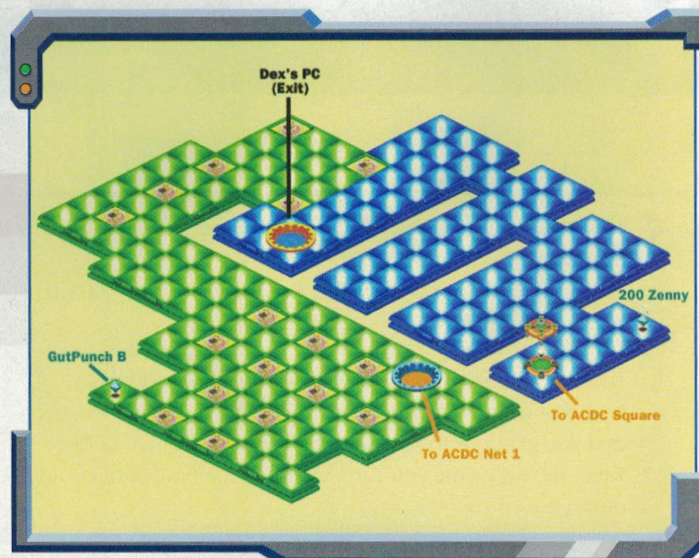 Dex's PC
(Exit)
200 Zenny
GutPunch B
To ACDC Square
To ACDC Net 1